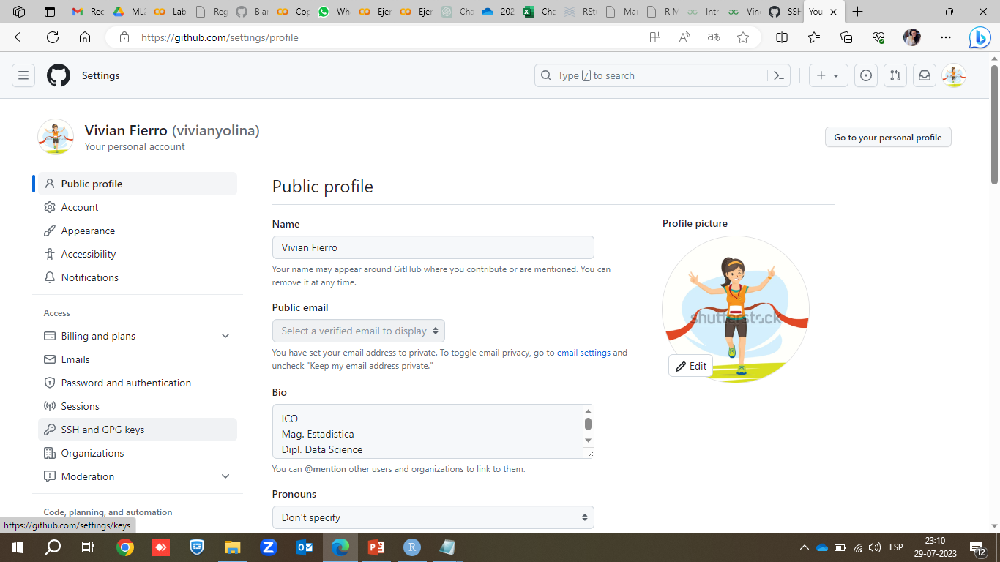 Rec
ML
Lab
Reg
Bla
Cop
Wh
Ejer
Ejer
Cha
202
Che
RSt
Ma
R M
Intr
Vin
SSH
You
https://github.com/settings/profile
Settings
Type / to search
Vivian Fierro (vivianyolina)
Your personal account
Go to your personal profile
Public profile
Account
Appearance
Accessibility
Notifications
Access
Billing and plans
Emails
Password and authentication
Sessions
SSH and GPG keys
Organizations
Moderation
Code, planning, and automation
https://github.com/settings/keys
Public profile
Name
Vivian Fierro
Your name may appear around GitHub where you contribute or are mentioned. You can
remove it at any time.
Public email
Select a verified email to display
You have set your email address to private. To toggle email privacy, go to email settings and
uncheck "Keep my email address private."
Bio
ICO
Mag. Estadistica
Dipl. Data Science
You can @mention other users and organizations to link to them.
Pronouns
Don't specify
Profile picture
shutterstock
Edit
ESP
23:10
29-07-2023
12